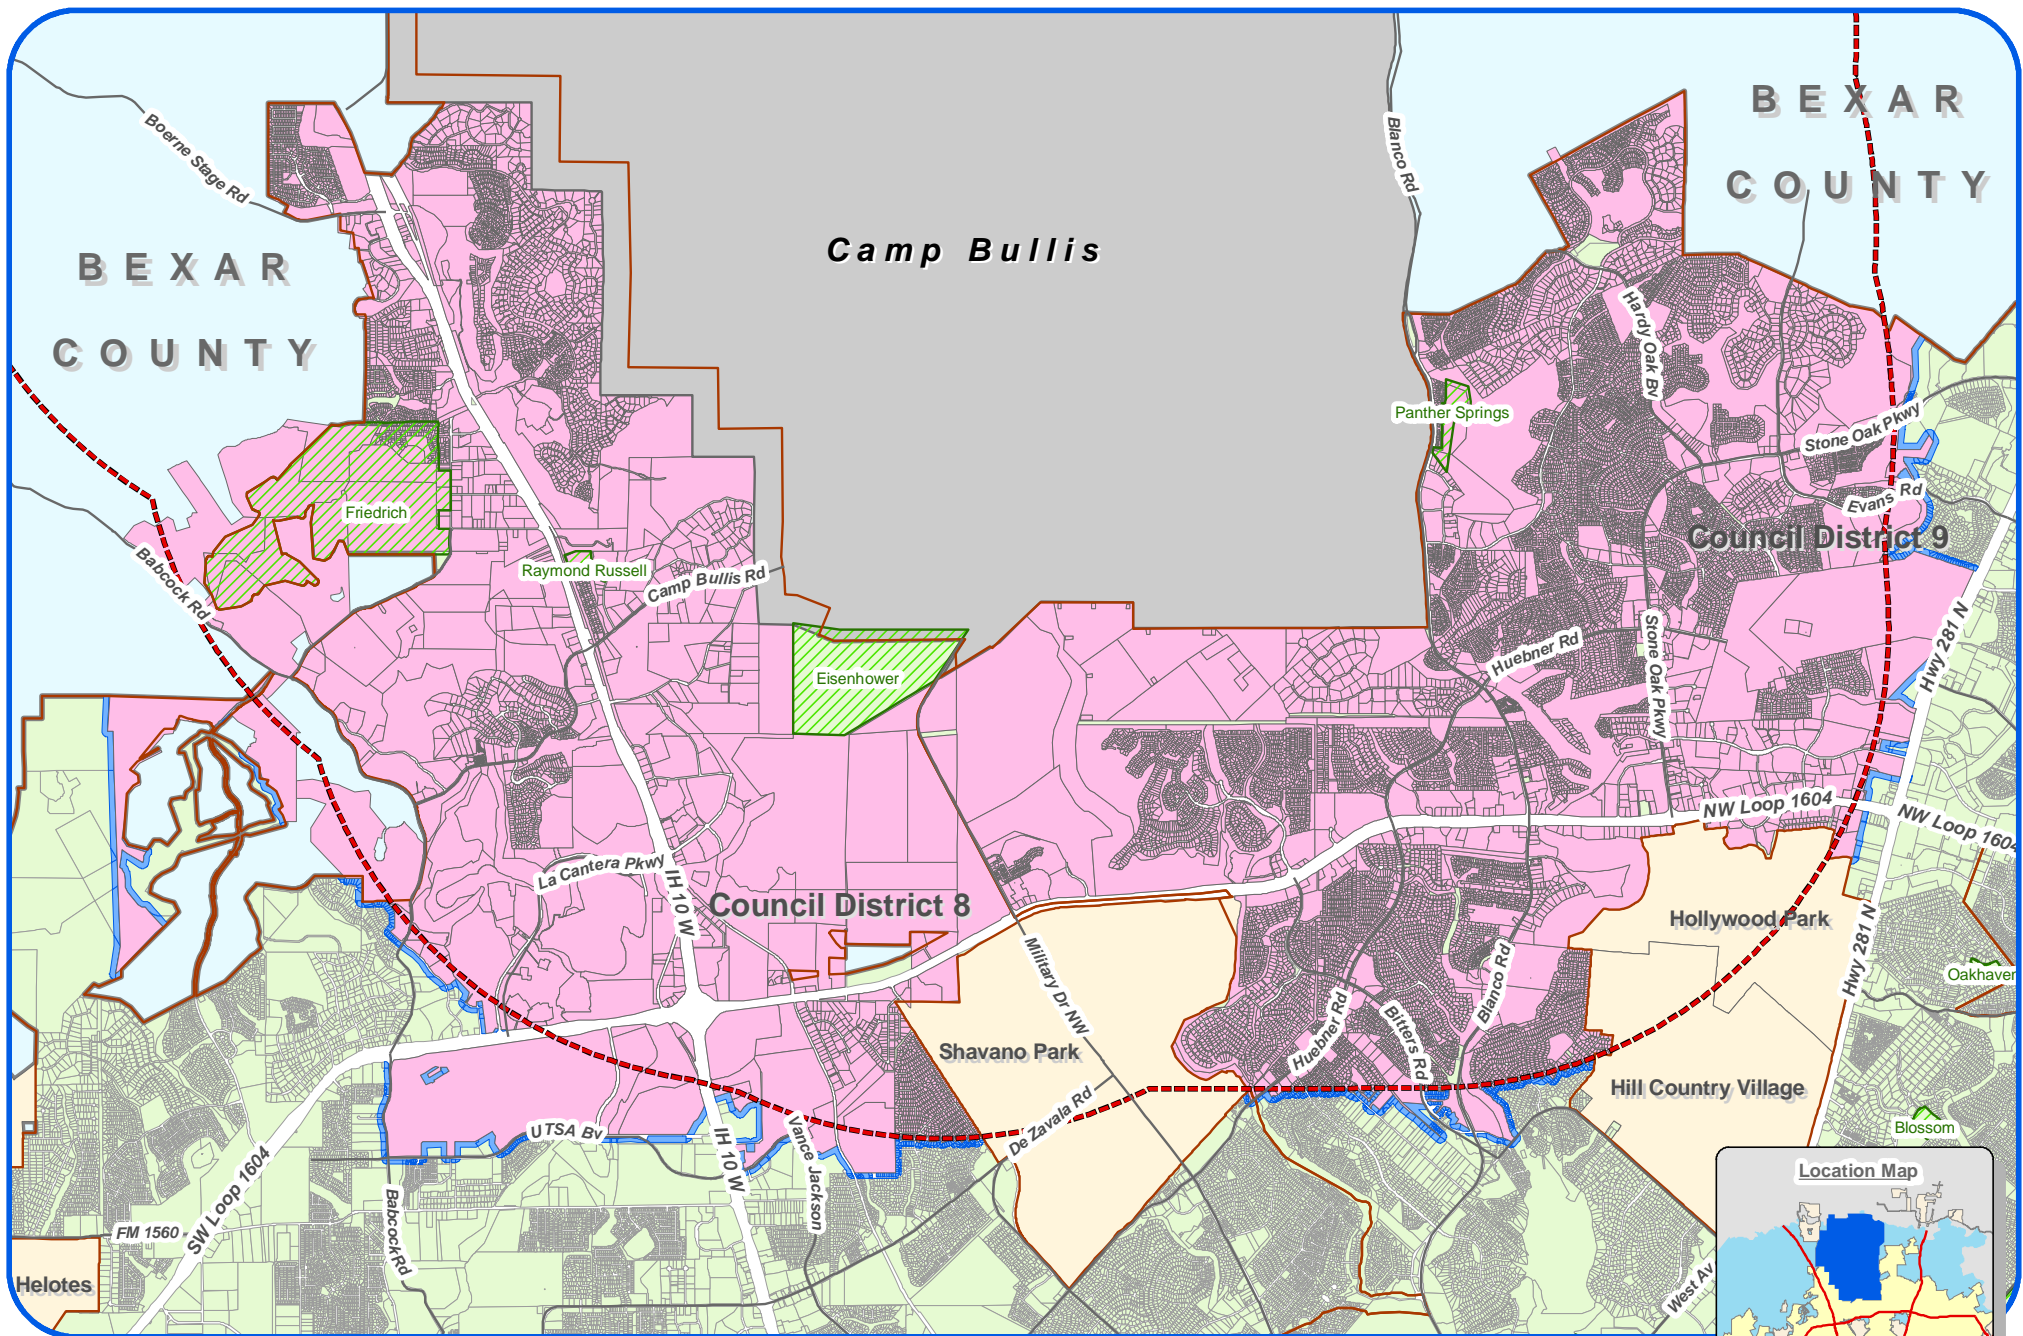 BEXAR
COUNTY
Boerne Stage Rd
Blanco Rd
Camp Bullis
BEXAR
COUNTY
Hardy Oak Bv
Panther Springs
Stone Oak Pkwy
Evans Rd
Friedrich
Council District 9
Babcock Rd
Raymond Russell
Camp Bullis Rd
Hwy 281 N
Huebner Rd
Stone Oak Pkwy
Eisenhower
NW Loop 1604
NW Loop 1604
La Cantera Pkwy
IH 10 W
Council District 8
Hollywood Park
Hwy 281 N
Military Dr NW
Blanco Rd
Oakhaven
Huebner Rd
Bitters Rd
Shavano Park
Hill Country Village
De Zavala Rd
UTSA Bv
IH 10 W
Vance Jackson
Blossom
SW Loop 1604
Babcock Rd
FM 1560
Location Map
Helotes
West Av